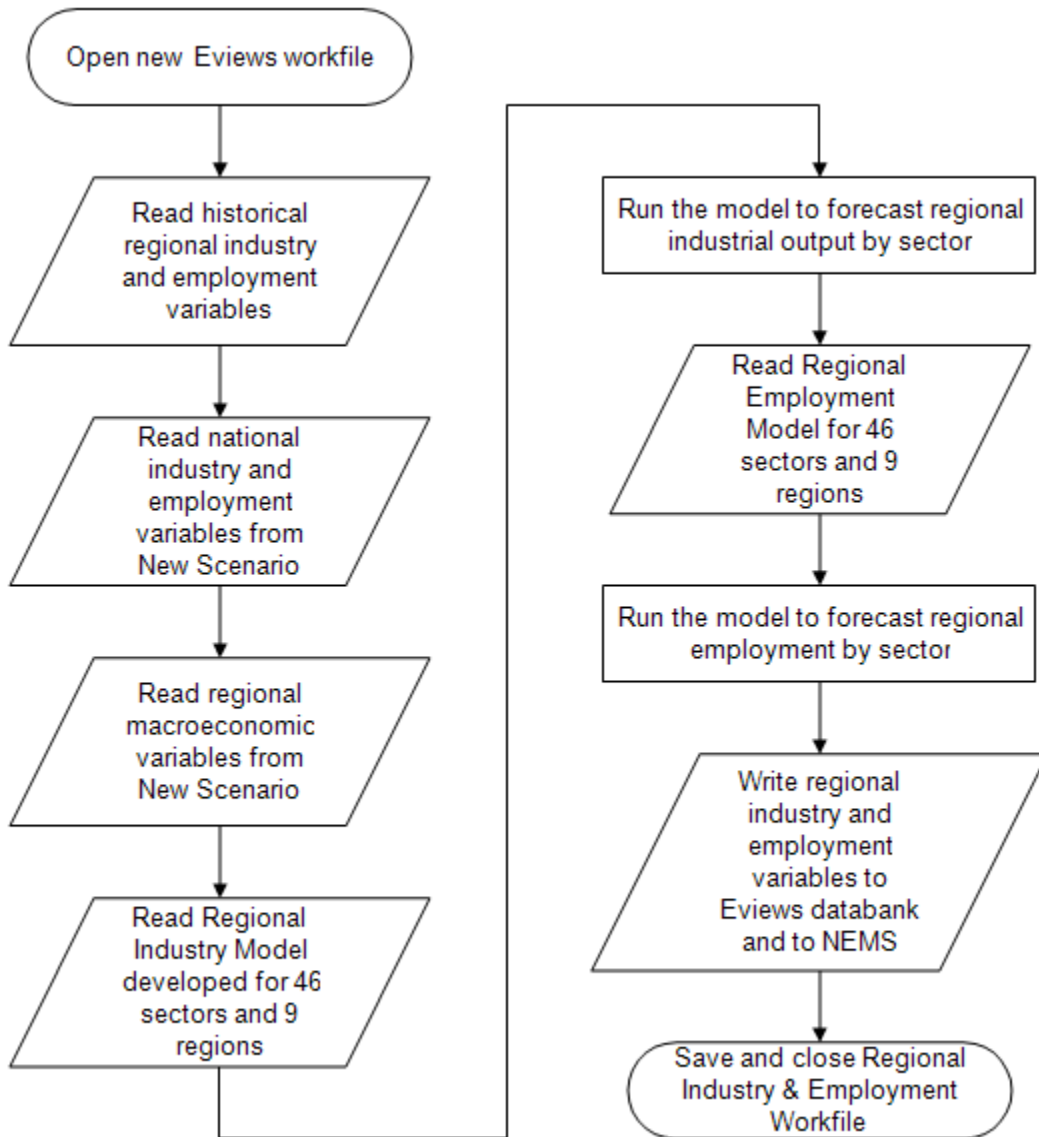 Open new Eviews workfile
Read historical
regional industry
and employment
variables
Read national
industry and
employment
variables from
New Scenario
Read regional
macroeconomic
variables from
New Scenario
Read Regional
Industry Model
developed for 46
sectors and 9
regions
Run the model to forecast regional
industrial output by sector
Read Regional
Employment
Model for 46
sectors and 9
regions
Run the model to forecast regional
employment by sector
Write regional
industry and
employment
variables to
Eviews databank
and to NEMS
Save and close Regional
Industry & Employment
Workfile